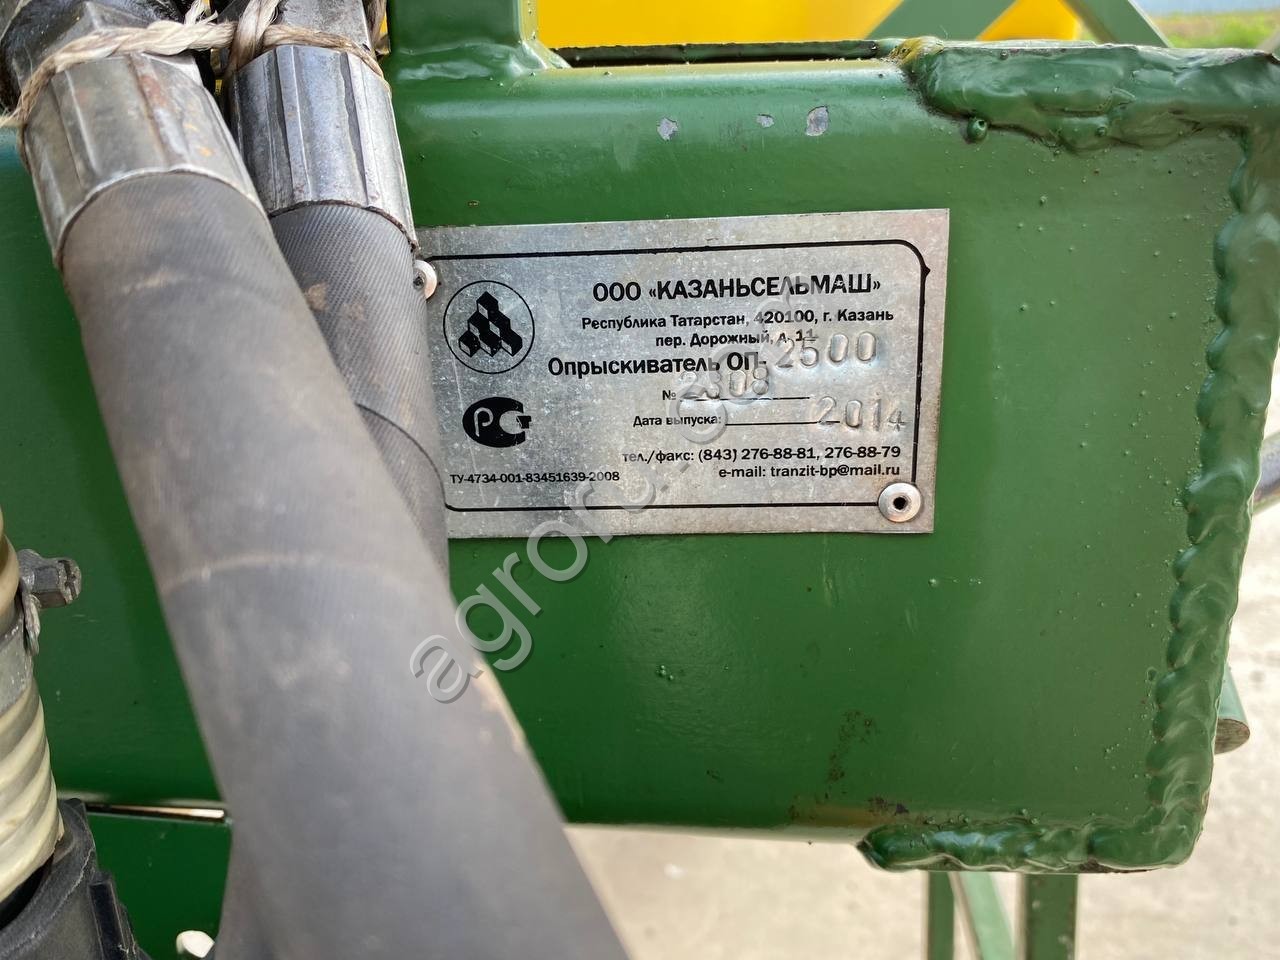 ООО «КАЗАНЬСЕЛЬМАШ»
Республика Татарстан, 420100, г. Казань
пер. Дорожный, д. 11
Опрыскиватель ОП- 2500
№ 2308
Дата выпуска: 2014
тел./факс: (843) 276-88-81, 276-88-79
ТУ-4734-001-83451639-2008 e-mail: tranzit-bp@mail.ru
РСТ